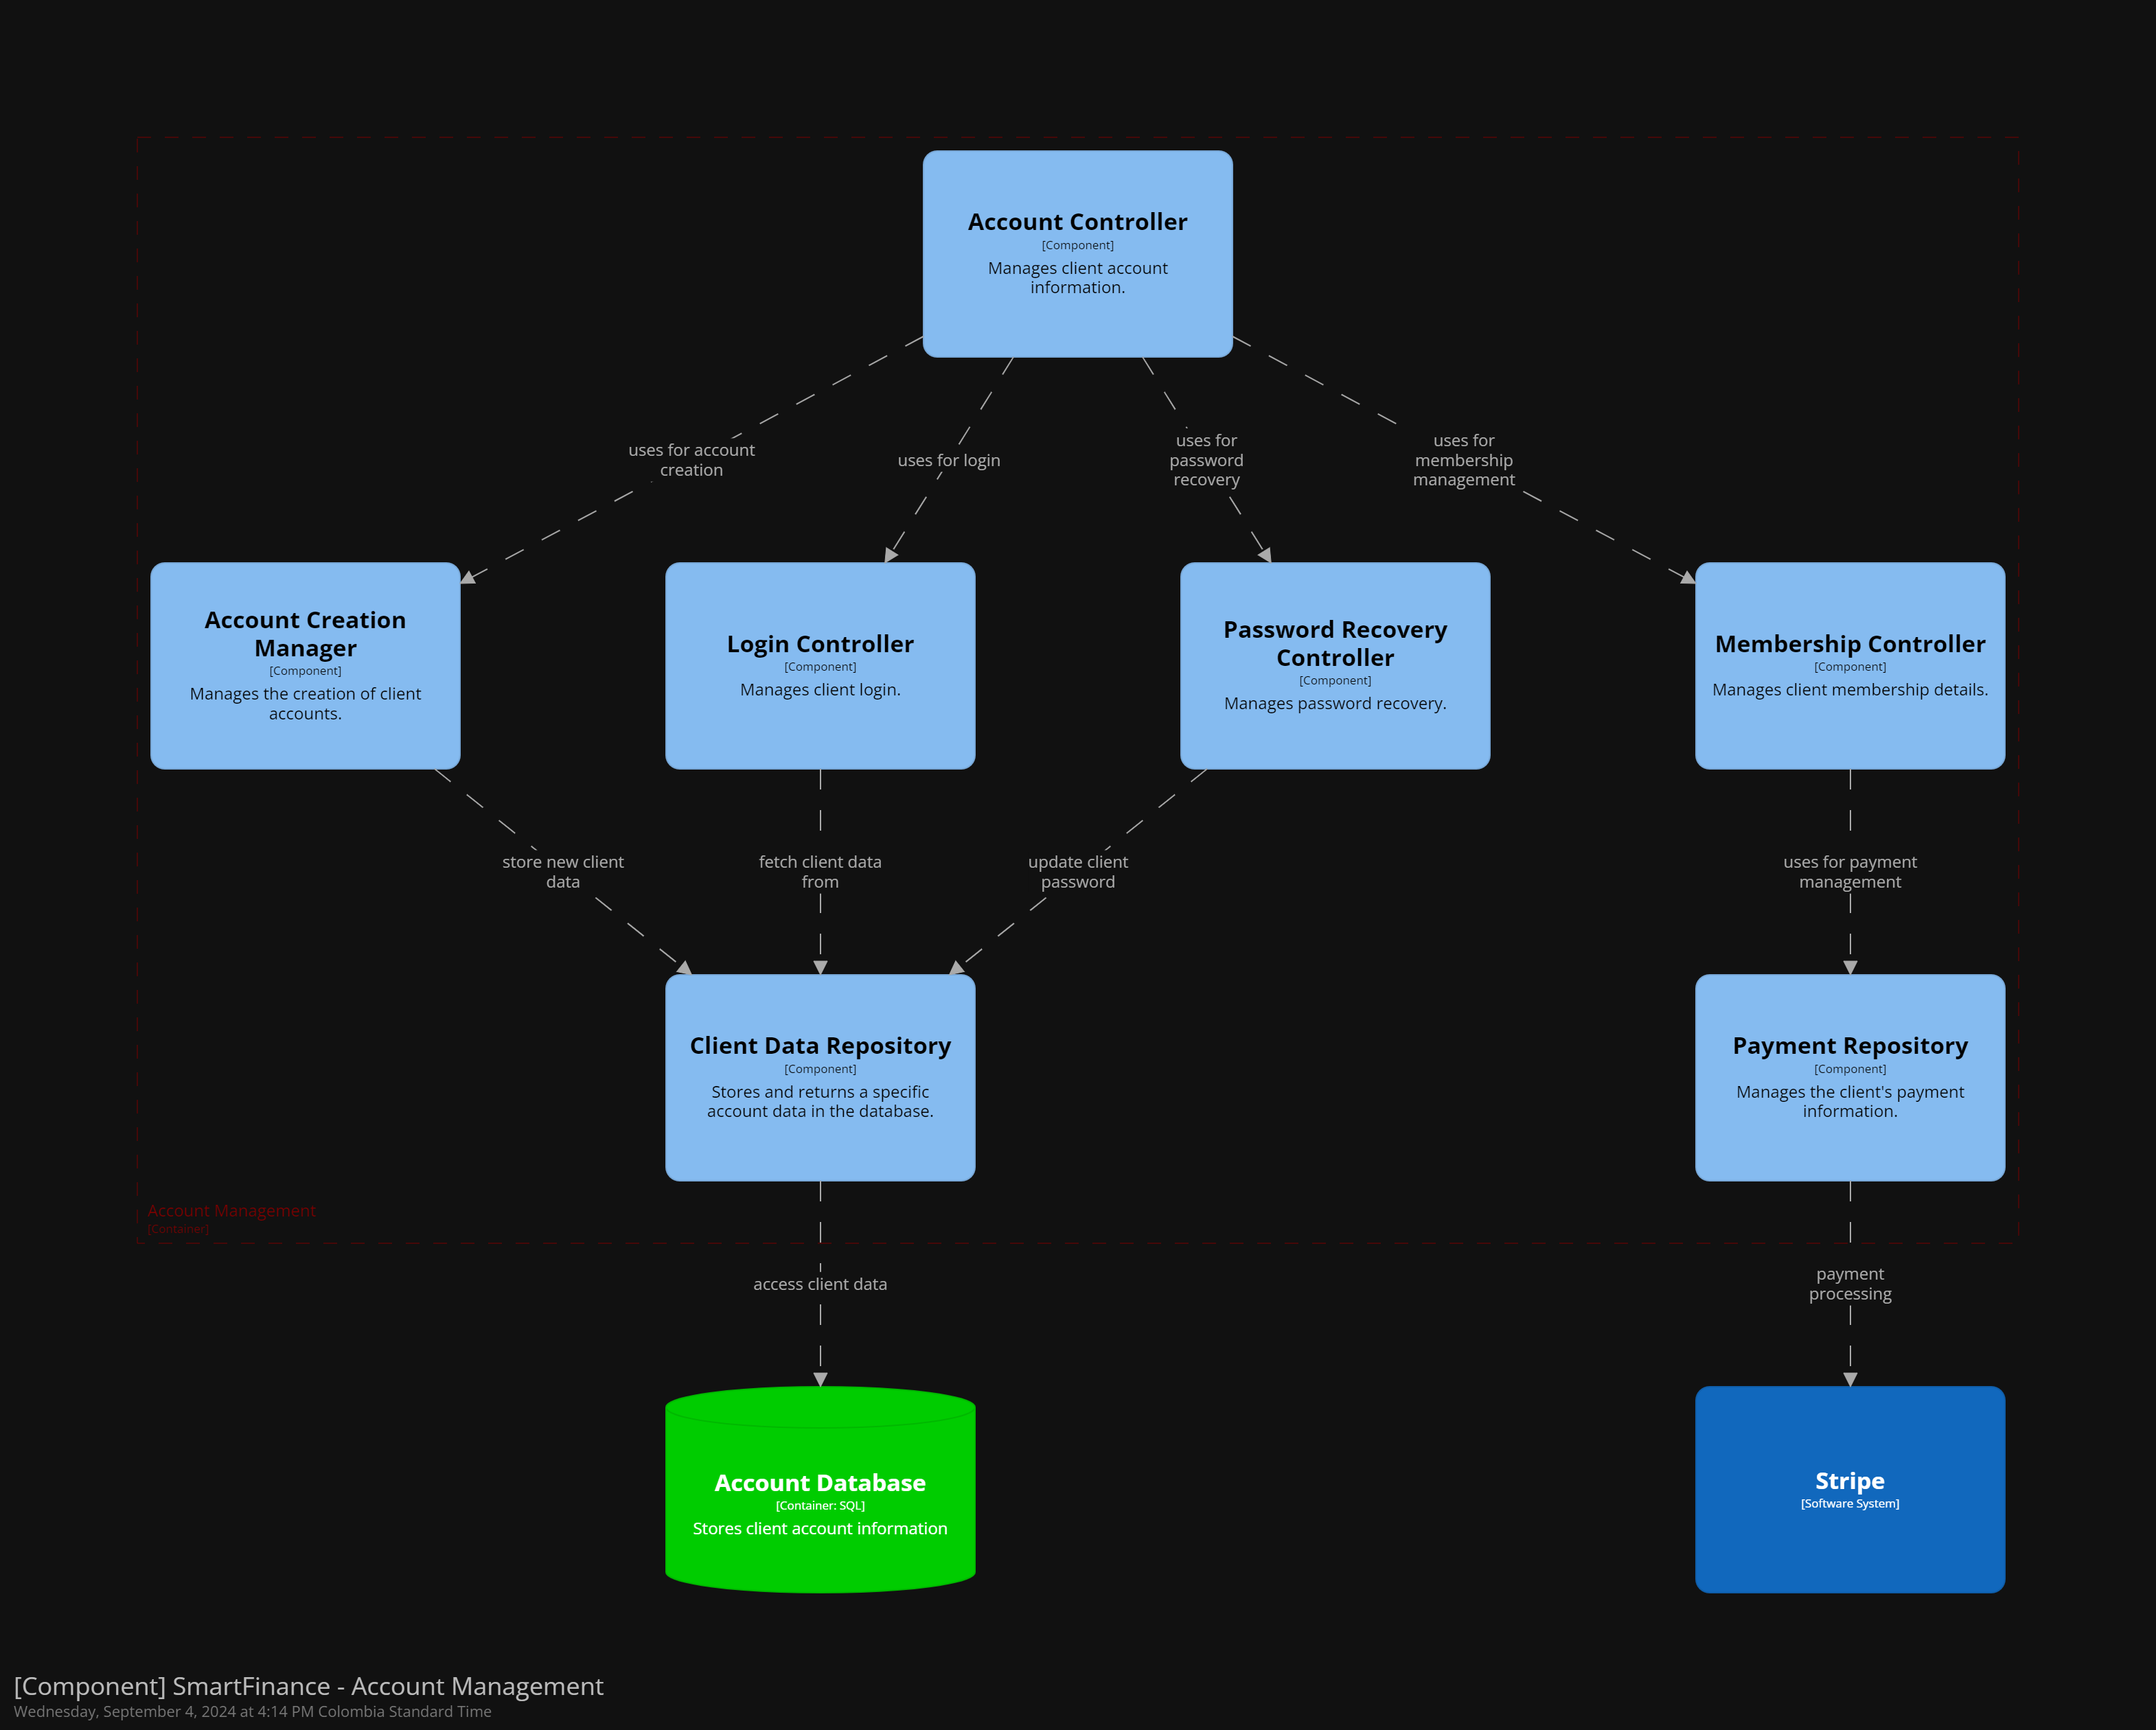 Account Controller
[Component]
Manages client account
information.
uses for account
creation
uses for login
uses for
password
recovery
uses for
membership
management
Account Creation
Manager
[Component]
Manages the creation of client
accounts.
Login Controller
[Component]
Manages client login.
Password Recovery
Controller
[Component]
Manages password recovery.
Membership Controller
[Component]
Manages client membership details.
store new client
data
fetch client data
from
update client
password
uses for payment
management
Client Data Repository
[Component]
Stores and returns a specific
account data in the database.
Payment Repository
[Component]
Manages the client's payment
information.
Account Management
[Container]
access client data
payment
processing
Account Database
[Container: SQL]
Stores client account information
Stripe
[Software System]
[Component] SmartFinance - Account Management
Wednesday, September 4, 2024 at 4:14 PM Colombia Standard Time